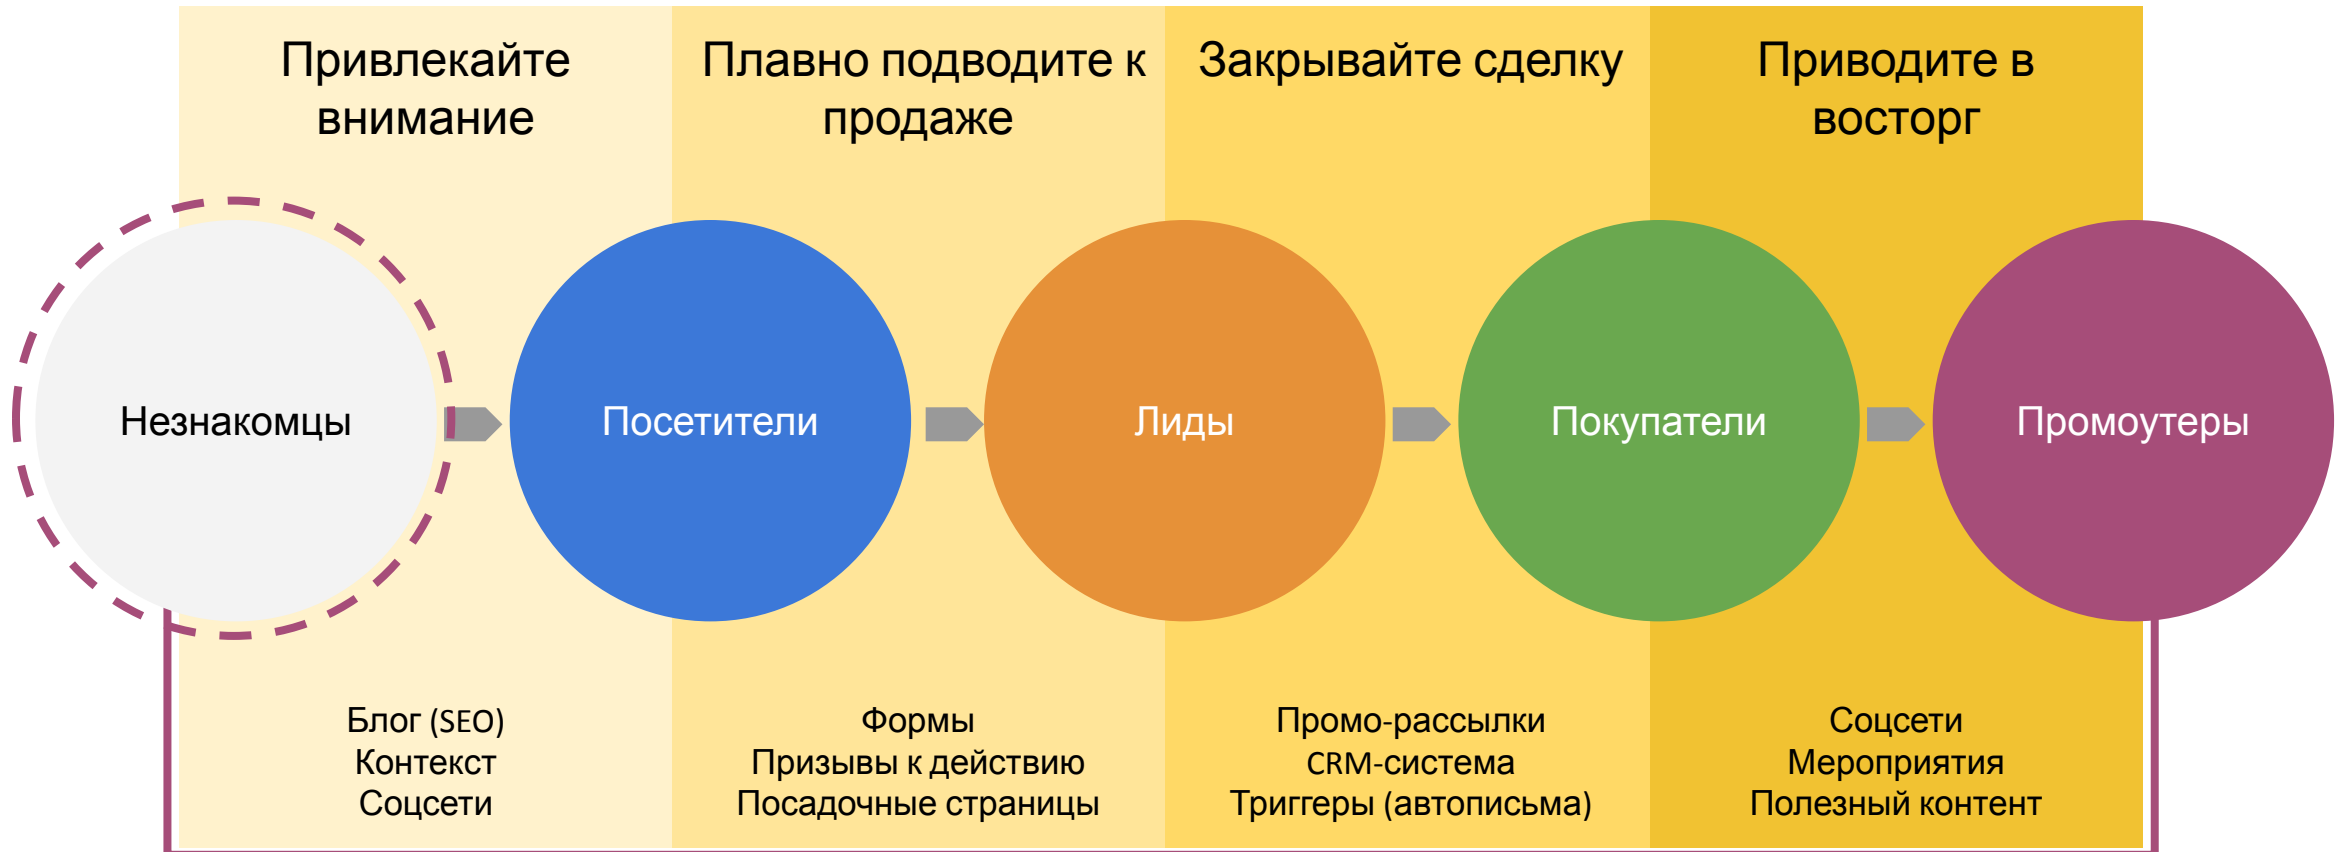 Привлекайте
внимание
Плавно подводите к
продаже
Закрывайте сделку
Приводите в
восторг
Незнакомцы
Посетители
Лиды
Покупатели
Промоутеры
Блог (SEO)
Контекст
Соцсети
Формы
Призывы к действию
Посадочные страницы
Промо-рассылки
CRM-система
Триггеры (автописьма)
Соцсети
Мероприятия
Полезный контент